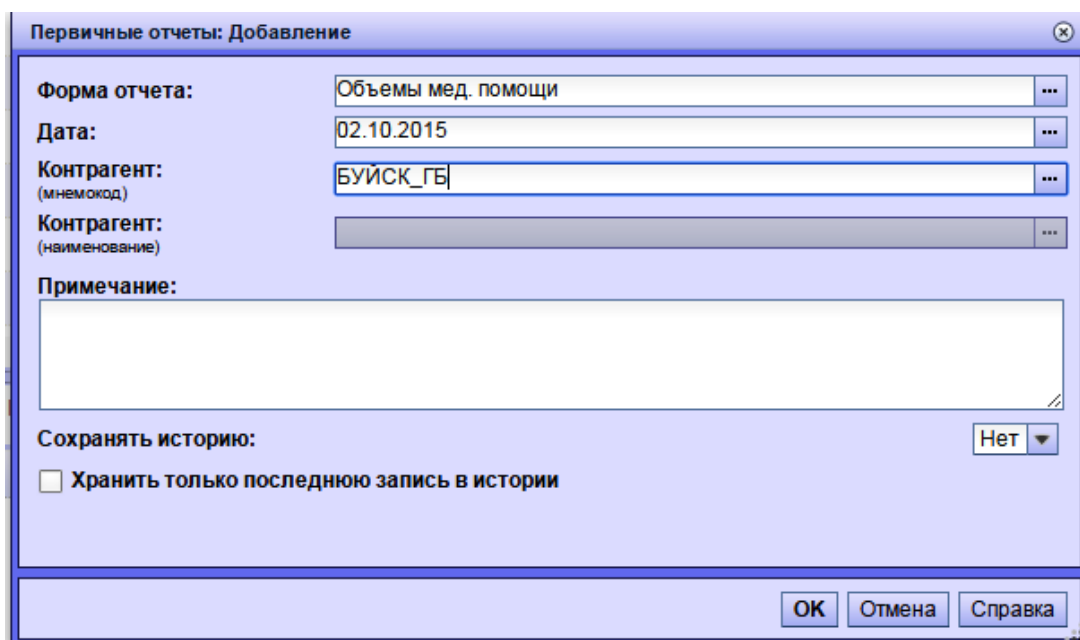 Первичные отчеты: Добавление
Форма отчета: Объемы мед. помощи ...
Дата: 02.10.2015 ...
Контрагент: БУЙСК_ГБ ...
(мнемокод)
Контрагент: ...
(наименование)
Примечание:
Сохранять историю: Нет
Хранить только последнюю запись в истории
ОК Отмена Справка